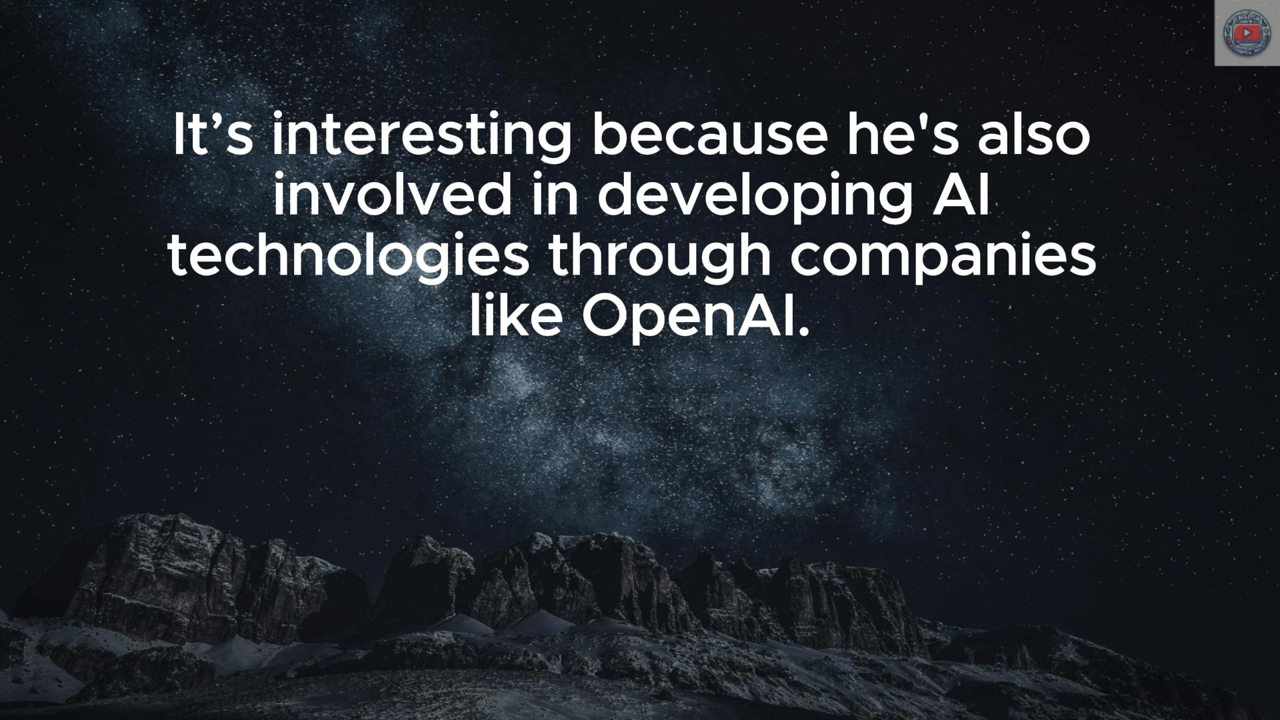 It’s interesting because he's also
involved in developing AI
technologies through companies
like OpenAI.